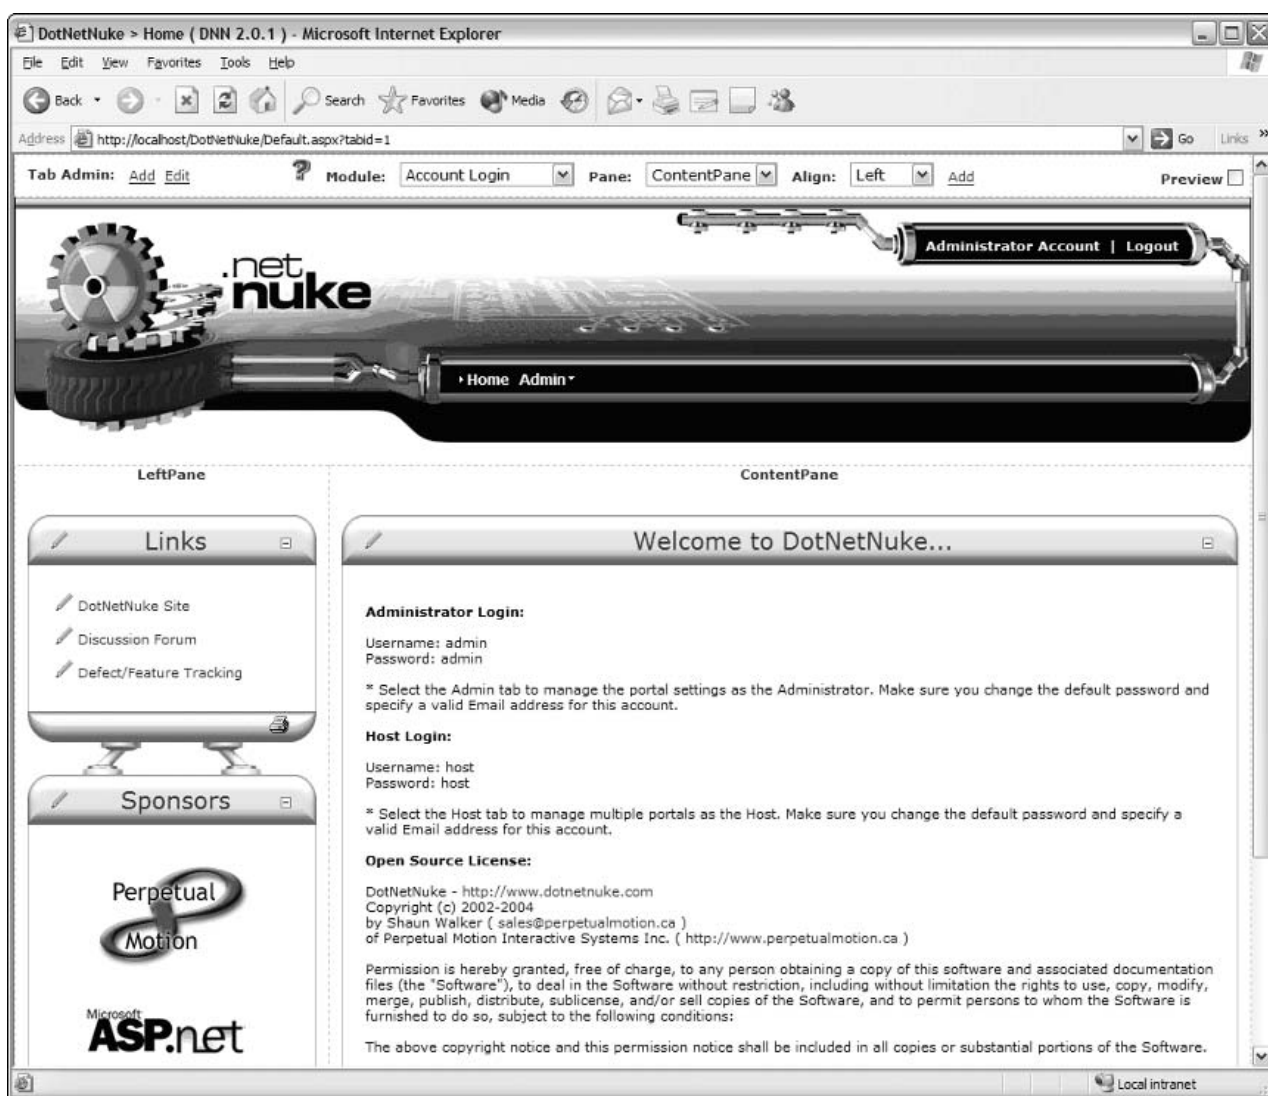 DotNetNuke > Home ( DNN 2.0.1 ) - Microsoft Internet Explorer
File Edit View Favorites Tools Help
Back Search Favorites Media
Address http://localhost/DotNetNuke/Default.aspx?tabid=1 Go Links »
Tab Admin: Add Edit ? Module: Account Login Pane: ContentPane Align: Left Add Preview
Administrator Account | Logout
.net
nuke
Home Admin
LeftPane ContentPane
Links
DotNetNuke Site
Discussion Forum
Defect/Feature Tracking
Sponsors
Perpetual
Motion
Microsoft
ASP.net
Welcome to DotNetNuke...
Administrator Login:
Username: admin
Password: admin
* Select the Admin tab to manage the portal settings as the Administrator. Make sure you change the default password and
specify a valid Email address for this account.
Host Login:
Username: host
Password: host
* Select the Host tab to manage multiple portals as the Host. Make sure you change the default password and specify a
valid Email address for this account.
Open Source License:
DotNetNuke - http://www.dotnetnuke.com
Copyright (c) 2002-2004
by Shaun Walker ( sales@perpetualmotion.ca )
of Perpetual Motion Interactive Systems Inc. ( http://www.perpetualmotion.ca )
Permission is hereby granted, free of charge, to any person obtaining a copy of this software and associated documentation
files (the "Software"), to deal in the Software without restriction, including without limitation the rights to use, copy, modify,
merge, publish, distribute, sublicense, and/or sell copies of the Software, and to permit persons to whom the Software is
furnished to do so, subject to the following conditions:
The above copyright notice and this permission notice shall be included in all copies or substantial portions of the Software.
Local intranet